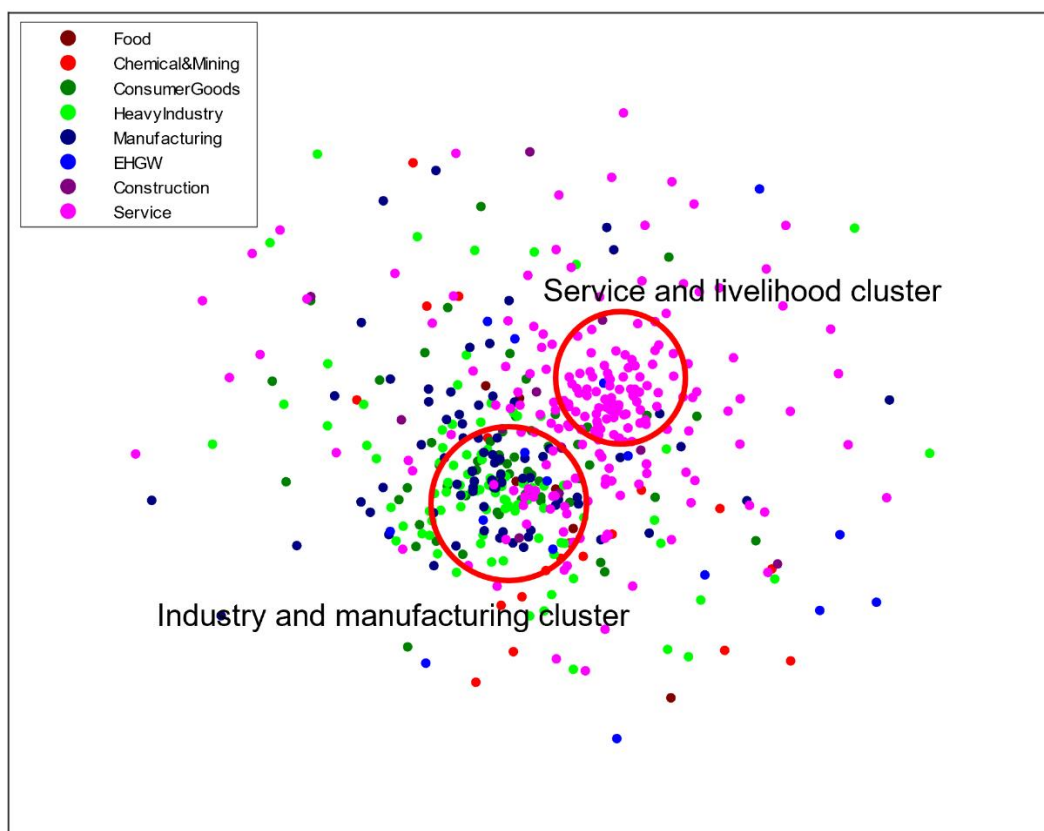 Food
Chemical&Mining
ConsumerGoods
HeavyIndustry
Manufacturing
EHGW
Construction
Service
Service and livelihood cluster
Industry and manufacturing cluster